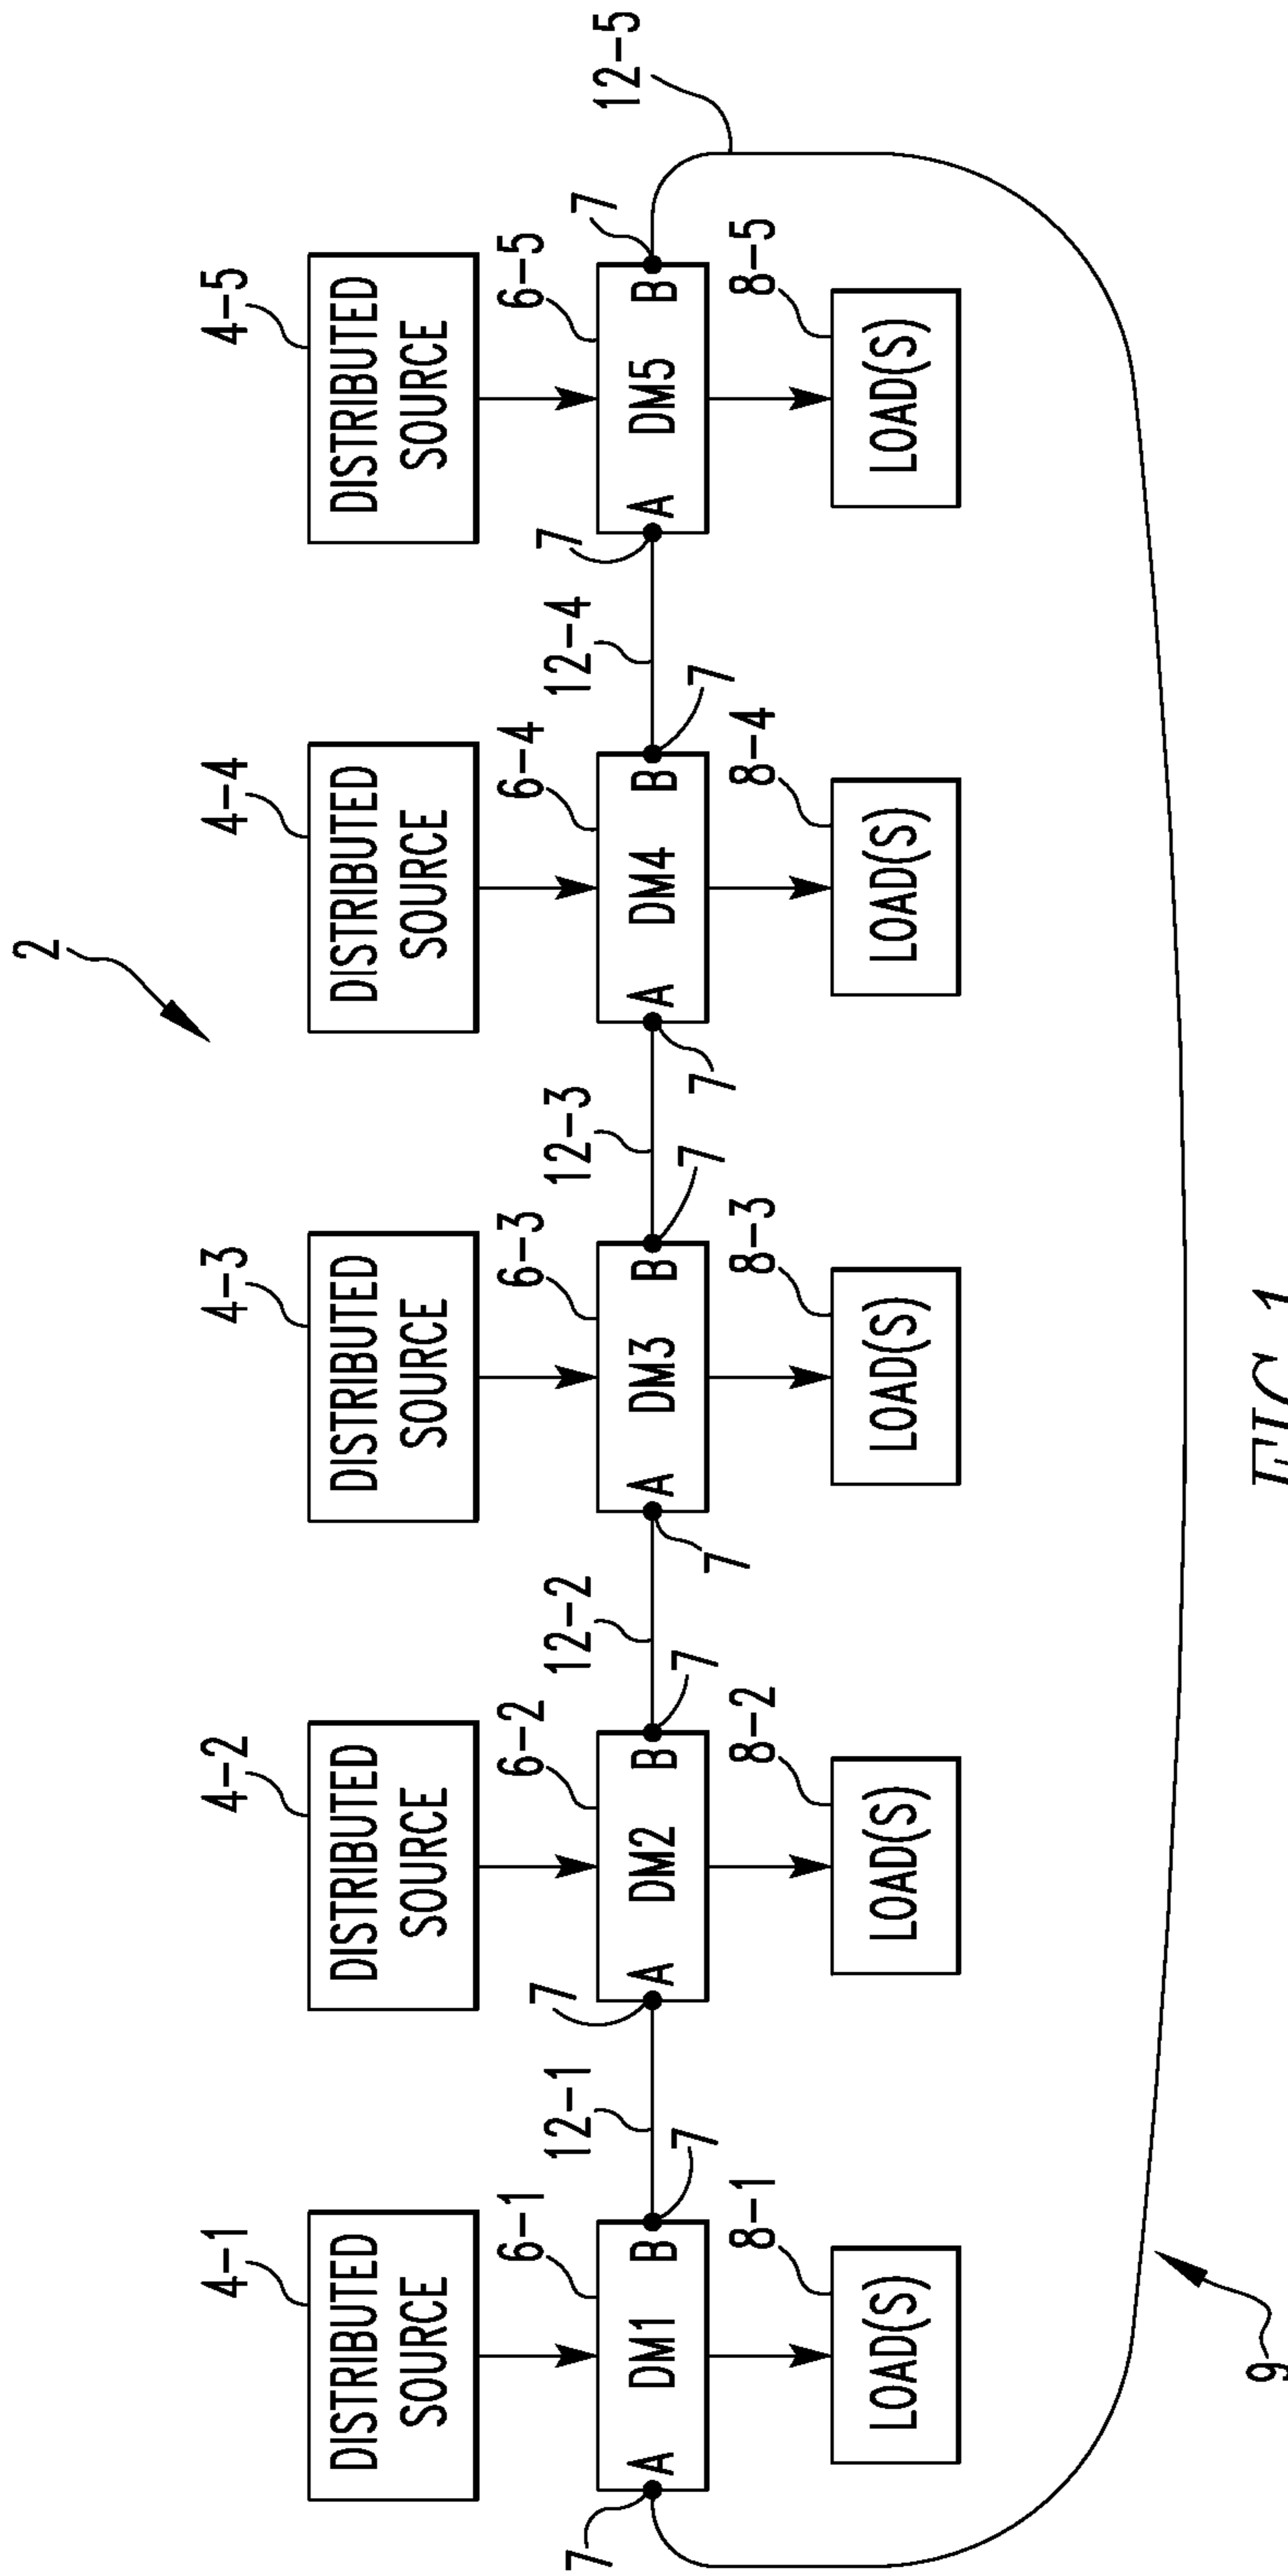 2
4-1
4-2
4-3
4-4
4-5
DISTRIBUTED
SOURCE
DISTRIBUTED
SOURCE
DISTRIBUTED
SOURCE
DISTRIBUTED
SOURCE
DISTRIBUTED
SOURCE
6-1
12-1
6-2
12-2
6-3
12-3
6-4
12-4
6-5
12-5
7
A DM1 B
7
7
A DM2 B
7
7
A DM3 B
7
7
A DM4 B
7
7
A DM5 B
7
8-1
8-2
8-3
8-4
8-5
LOAD(S)
LOAD(S)
LOAD(S)
LOAD(S)
LOAD(S)
9
FIG. 1